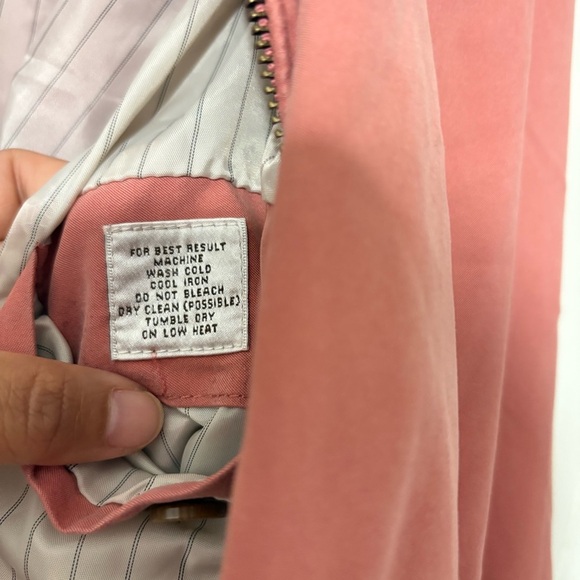 FOR BEST RESULT
MACHINE
WASH COLD
COOL IRON
DO NOT BLEACH
DRY CLEAN (POSSIBLE)
TUMBLE DRY
ON LOW HEAT